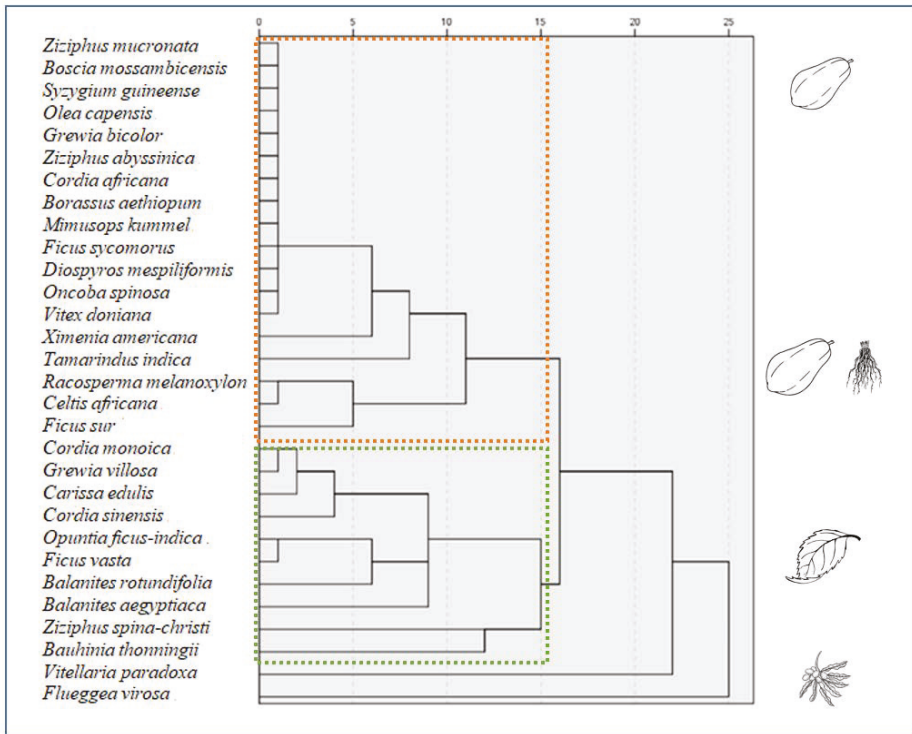 0 5 10 15 20 25
Ziziphus mucronata
Boscia mossambicensis
Syzygium guineense
Olea capensis
Grewia bicolor
Ziziphus abyssinica
Cordia africana
Borassus aethiopum
Mimusops kummel
Ficus sycomorus
Diospyros mespiliformis
Oncoba spinosa
Vitex doniana
Ximenia americana
Tamarindus indica
Racosperma melanoxylon
Celtis africana
Ficus sur
Cordia monoica
Grewia villosa
Carissa edulis
Cordia sinensis
Opuntia ficus-indica .
Ficus vasta
Balanites rotundifolia
Balanites aegyptiaca
Ziziphus spina-christi
Bauhinia thonningii
Vitellaria paradoxa
Flueggea virosa